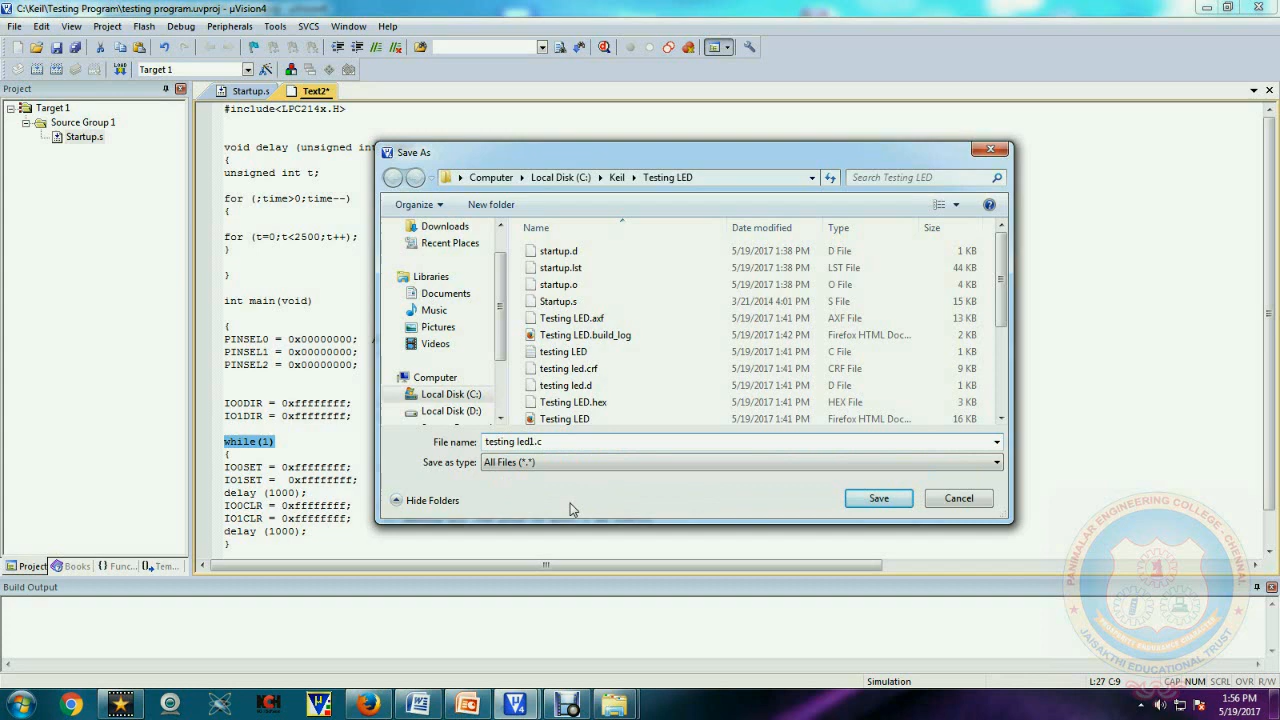 C:\Keil\Testing Program\testing program.uvproj - µVision4
File Edit View Project Flash Debug Peripherals Tools SVCS Window Help
LOAD Target 1
Project
Startup.s Text2*
Target 1
Source Group 1
Startup.s
#include<LPC214x.H>
void delay (unsigned int
{
unsigned int t;
for (;time>0;time--)
{
for (t=0;t<2500;t++);
}
}
int main(void)
{
PINSEL0 = 0x00000000; /
PINSEL1 = 0x00000000;
PINSEL2 = 0x00000000;
IO0DIR = 0xffffffff;
IO1DIR = 0xffffffff;
while(1)
{
IO0SET = 0xffffffff;
IO1SET = 0xffffffff;
delay (1000);
IO0CLR = 0xffffffff;
IO1CLR = 0xffffffff;
delay (1000);
}
Save As
Computer Local Disk (C:) Keil Testing LED
Search Testing LED
Organize New folder
Downloads
Recent Places
Libraries
Documents
Music
Pictures
Videos
Computer
Local Disk (C:)
Local Disk (D:)
Name Date modified Type Size
startup.d 5/19/2017 1:38 PM D File 1 KB
startup.lst 5/19/2017 1:38 PM LST File 44 KB
startup.o 5/19/2017 1:38 PM O File 4 KB
Startup.s 3/21/2014 4:01 PM S File 15 KB
Testing LED.axf 5/19/2017 1:41 PM AXF File 13 KB
Testing LED.build_log 5/19/2017 1:42 PM Firefox HTML Doc... 2 KB
testing LED 5/19/2017 1:41 PM C File 1 KB
testing led.crf 5/19/2017 1:41 PM CRF File 9 KB
testing led.d 5/19/2017 1:41 PM D File 1 KB
Testing LED.hex 5/19/2017 1:41 PM HEX File 3 KB
Testing LED 5/19/2017 1:41 PM Firefox HTML Doc... 16 KB
File name: testing led1.c
Save as type: All Files (*.*)
Hide Folders
Save
Cancel
Project Books {} Func... Tem...
Build Output
PANIMALAR ENGINEERING COLLEGE, CHENNAI
JAISAKTHI EDUCATIONAL TRUST
Simulation L:27 C:9 CAP NUM SCRL OVR R/W
1:56 PM
5/19/2017